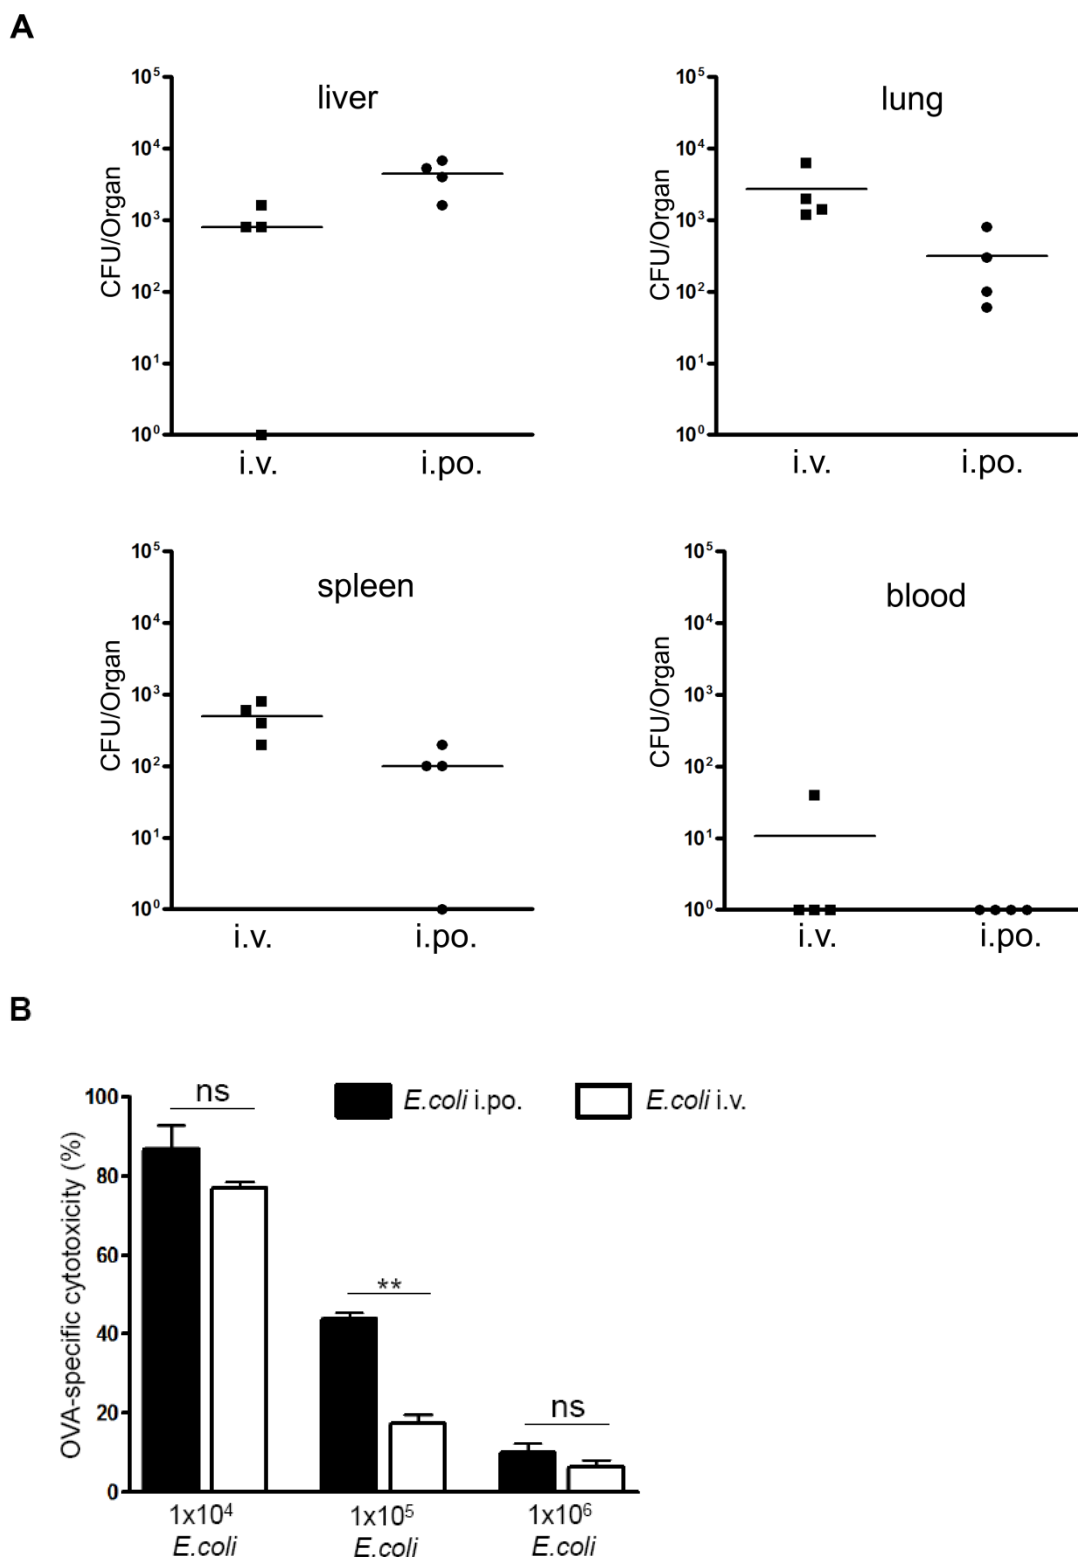 A
liver
10⁵
10⁴
10³
10²
10¹
10⁰
CFU/Organ
i.v.
i.po.
lung
10⁵
10⁴
10³
10²
10¹
10⁰
CFU/Organ
i.v.
i.po.
spleen
10⁵
10⁴
10³
10²
10¹
10⁰
CFU/Organ
i.v.
i.po.
blood
10⁵
10⁴
10³
10²
10¹
10⁰
CFU/Organ
i.v.
i.po.
B
E.coli i.po.
E.coli i.v.
OVA-specific cytotoxicity (%)
100
80
60
40
20
0
ns
**
ns
1x10⁴
E.coli
1x10⁵
E.coli
1x10⁶
E.coli